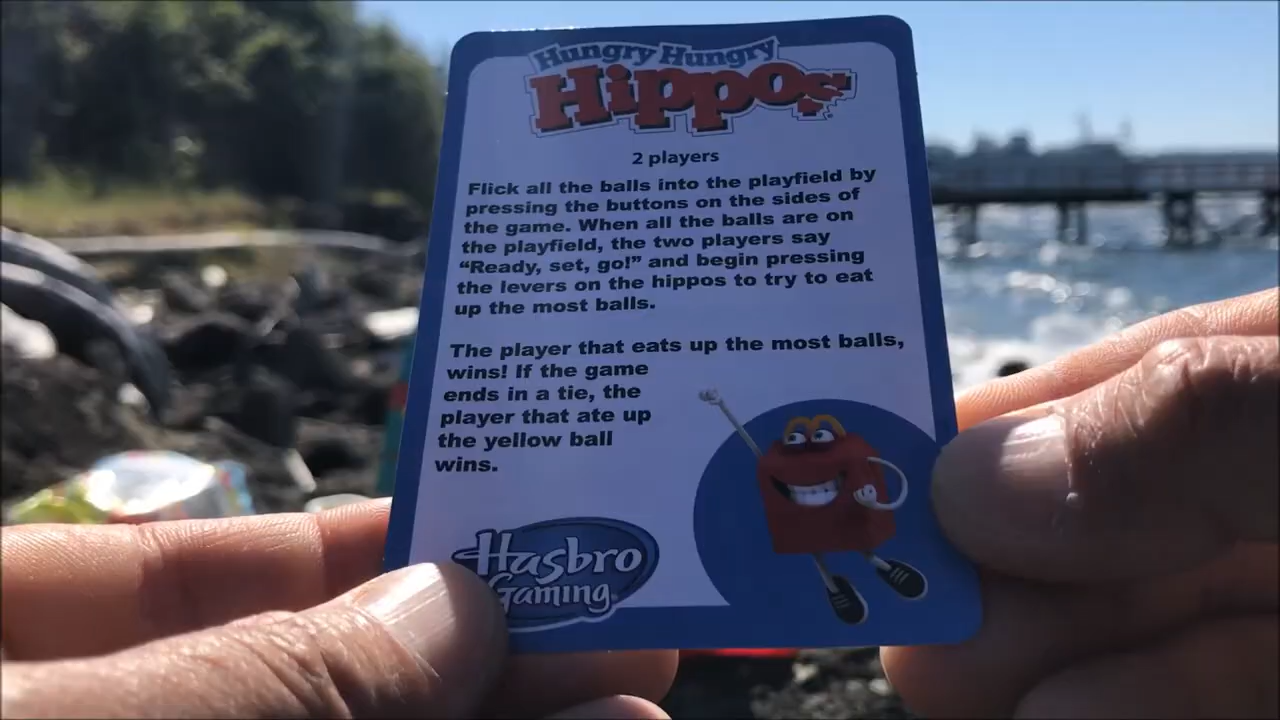 Hungry Hungry
Hippos
2 players
Flick all the balls into the playfield by
pressing the buttons on the sides of
the game. When all the balls are on
the playfield, the two players say
“Ready, set, go!” and begin pressing
the levers on the hippos to try to eat
up the most balls.
The player that eats up the most balls,
wins! If the game
ends in a tie, the
player that ate up
the yellow ball
wins.
Hasbro
Gaming